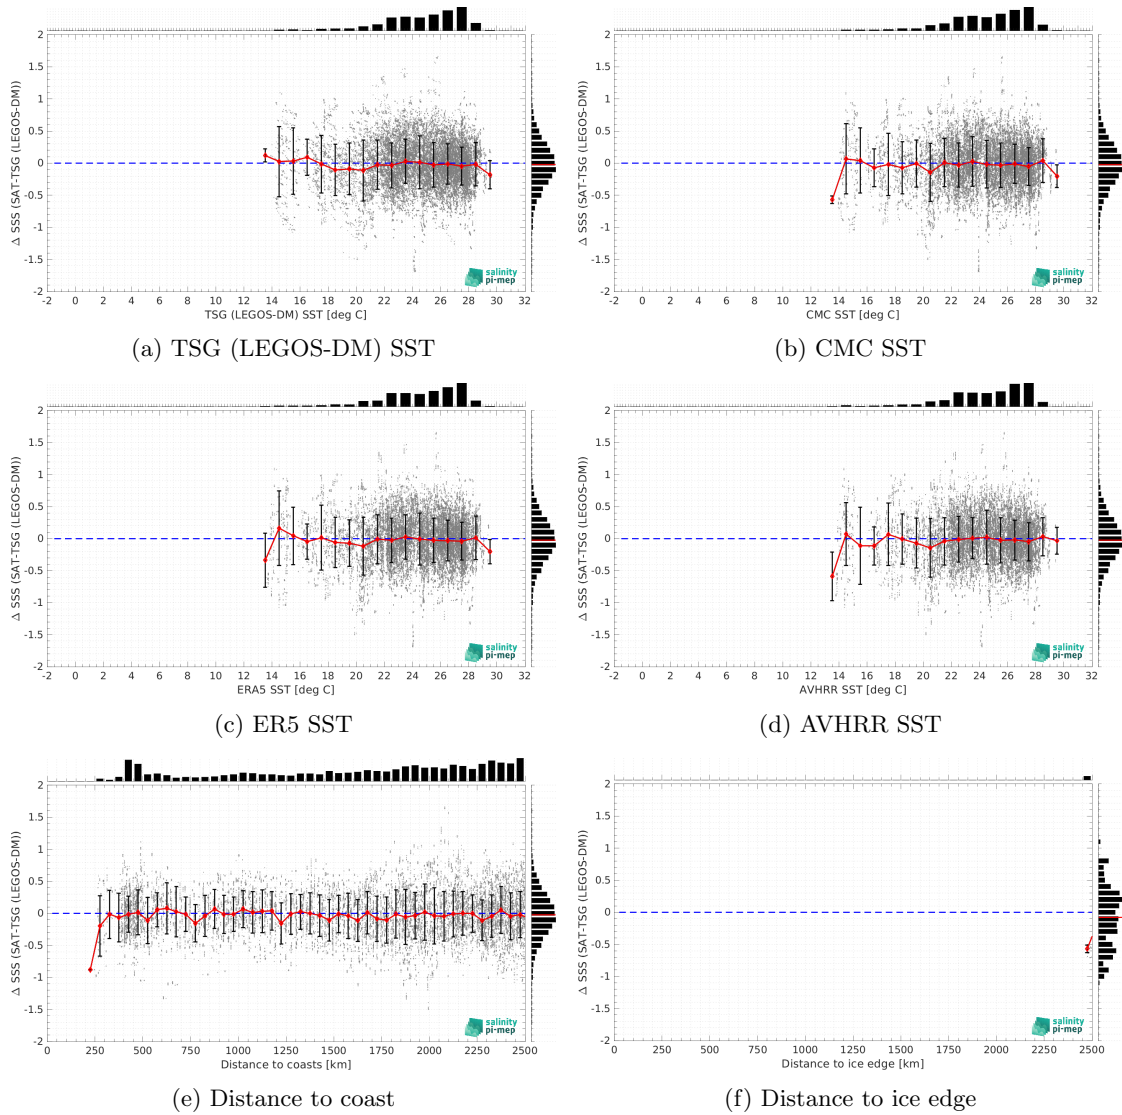 2
1.5
1
0.5
0
-0.5
-1
-1.5
-2
Δ SSS (SAT-TSG (LEGOS-DM))
-2 0 2 4 6 8 10 12 14 16 18 20 22 24 26 28 30 32
TSG (LEGOS-DM) SST [deg C]
salinity
pi-mep
(a) TSG (LEGOS-DM) SST
2
1.5
1
0.5
0
-0.5
-1
-1.5
-2
Δ SSS (SAT-TSG (LEGOS-DM))
-2 0 2 4 6 8 10 12 14 16 18 20 22 24 26 28 30 32
CMC SST [deg C]
salinity
pi-mep
(b) CMC SST
2
1.5
1
0.5
0
-0.5
-1
-1.5
-2
Δ SSS (SAT-TSG (LEGOS-DM))
-2 0 2 4 6 8 10 12 14 16 18 20 22 24 26 28 30 32
ERA5 SST [deg C]
salinity
pi-mep
(c) ER5 SST
2
1.5
1
0.5
0
-0.5
-1
-1.5
-2
Δ SSS (SAT-TSG (LEGOS-DM))
-2 0 2 4 6 8 10 12 14 16 18 20 22 24 26 28 30 32
AVHRR SST [deg C]
salinity
pi-mep
(d) AVHRR SST
2
1.5
1
0.5
0
-0.5
-1
-1.5
-2
Δ SSS (SAT-TSG (LEGOS-DM))
0 250 500 750 1000 1250 1500 1750 2000 2250 2500
Distance to coasts [km]
salinity
pi-mep
(e) Distance to coast
2
1.5
1
0.5
0
-0.5
-1
-1.5
-2
Δ SSS (SAT-TSG (LEGOS-DM))
0 250 500 750 1000 1250 1500 1750 2000 2250 2500
Distance to ice edge [km]
salinity
pi-mep
(f) Distance to ice edge